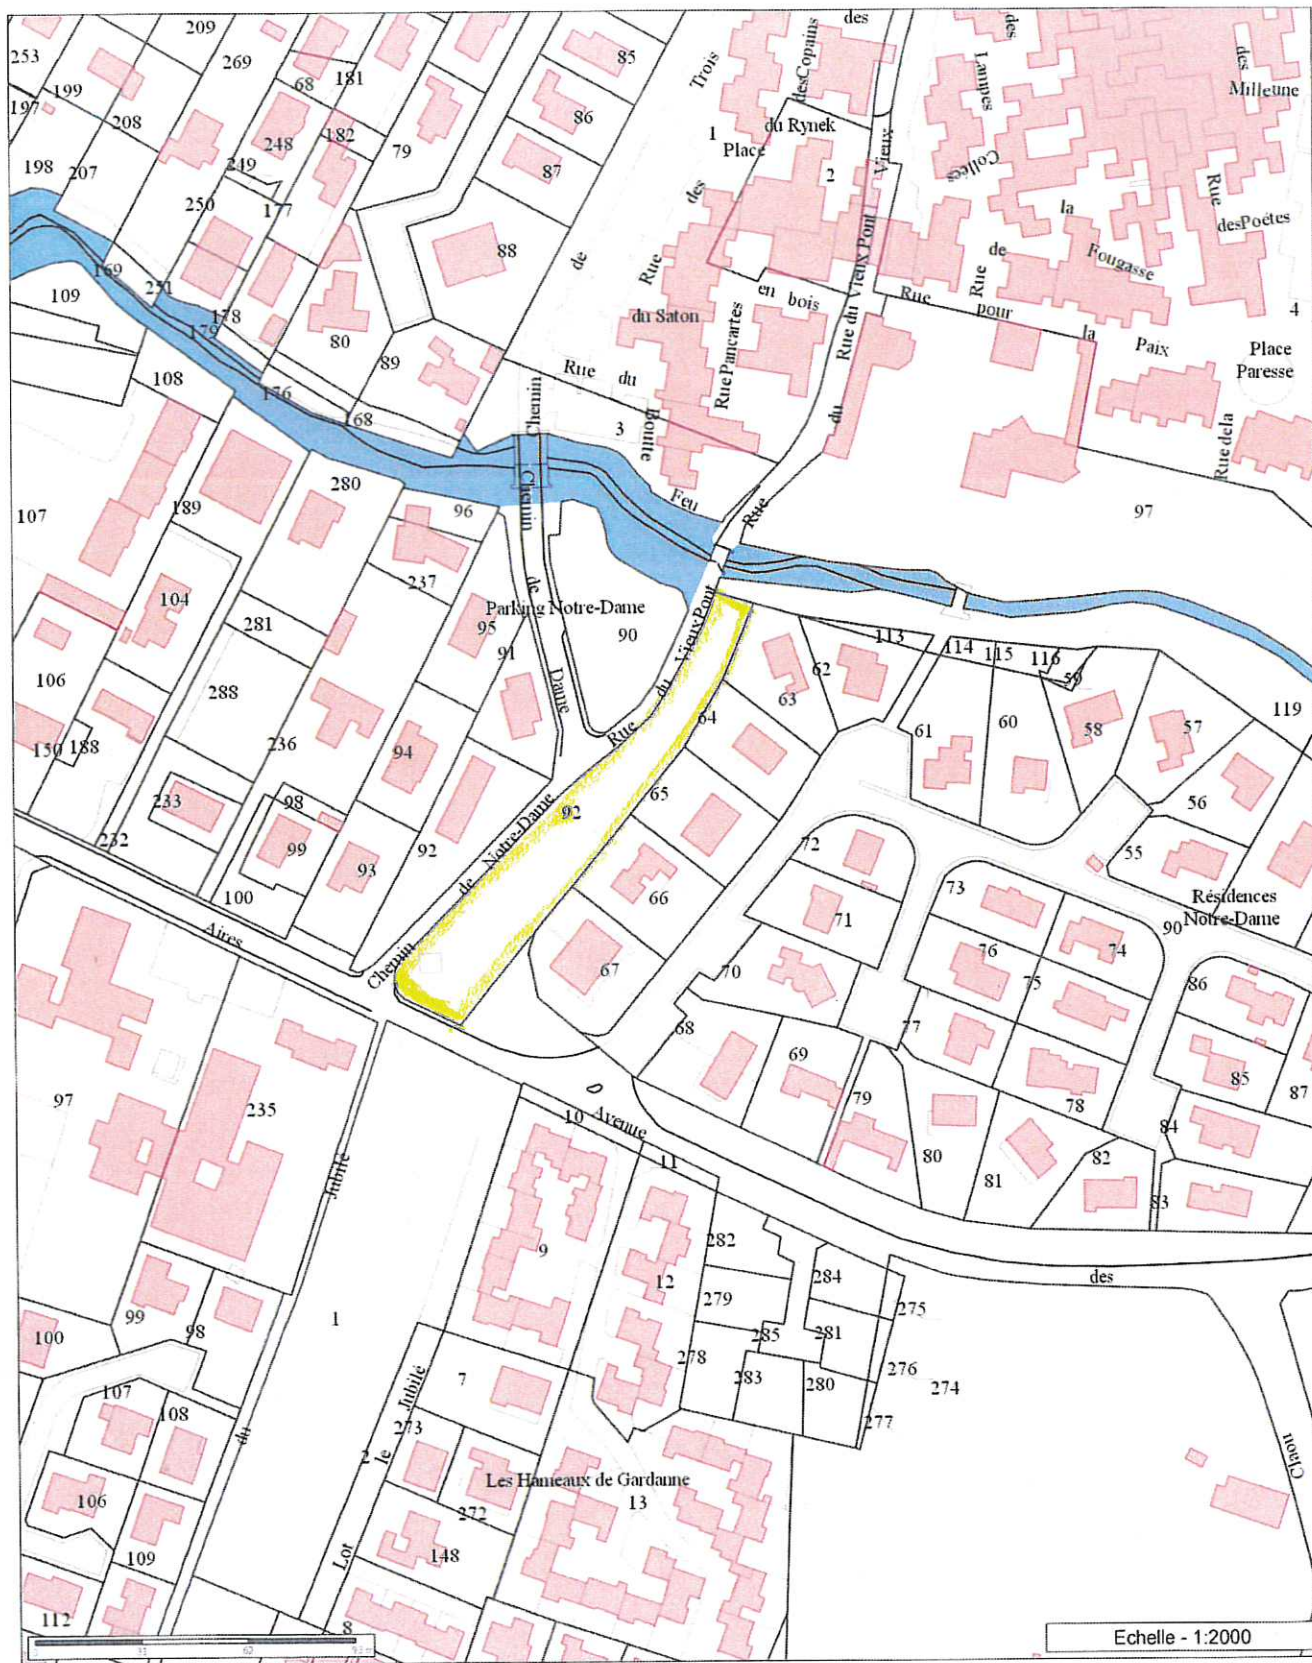 253
209
269
68
181
85
des
des
199
197
208
248
182
79
86
Trois
desCopains
Lampes
des
Milleune
198
207
249
250
177
87
1
Place
du Rynek
2
Vieux
Collées
88
de
des
Rue
la
Rue
desPoètes
169
251
109
178
179
80
89
du Saton
en
bois
Rue du Vieux Pont
Rue
de
Rue
pour
Fougasse
4
la
Paix
Place
Paresse
108
176
168
Rue
du
3
Chemin
Boutte
RuePancartes
du
Rue dela
107
189
280
96
Chemin
Feu
Rue
97
104
281
237
de
Parking Notre-Dame
90
95
91
Dame
VieuxPont
du
Rue
106
150
188
288
236
94
64
63
62
113
114
115
116
59
61
60
58
57
119
233
232
98
99
100
93
92
92
65
56
55
Notre-Dame
de
Chemin
66
67
72
71
73
74
76
75
90
Résidences
Notre-Dame
86
Aires
70
68
69
77
79
78
85
87
84
97
235
Jubilé
10
Avenue
11
80
81
82
83
9
12
282
284
des
279
275
285
281
278
283
280
276
274
277
99
98
100
1
107
108
7
Jubilé
273
2
le
du
106
109
272
148
Lot
8
112
Les Hameaux de Gardanne
13
Claou
Echelle - 1:2000